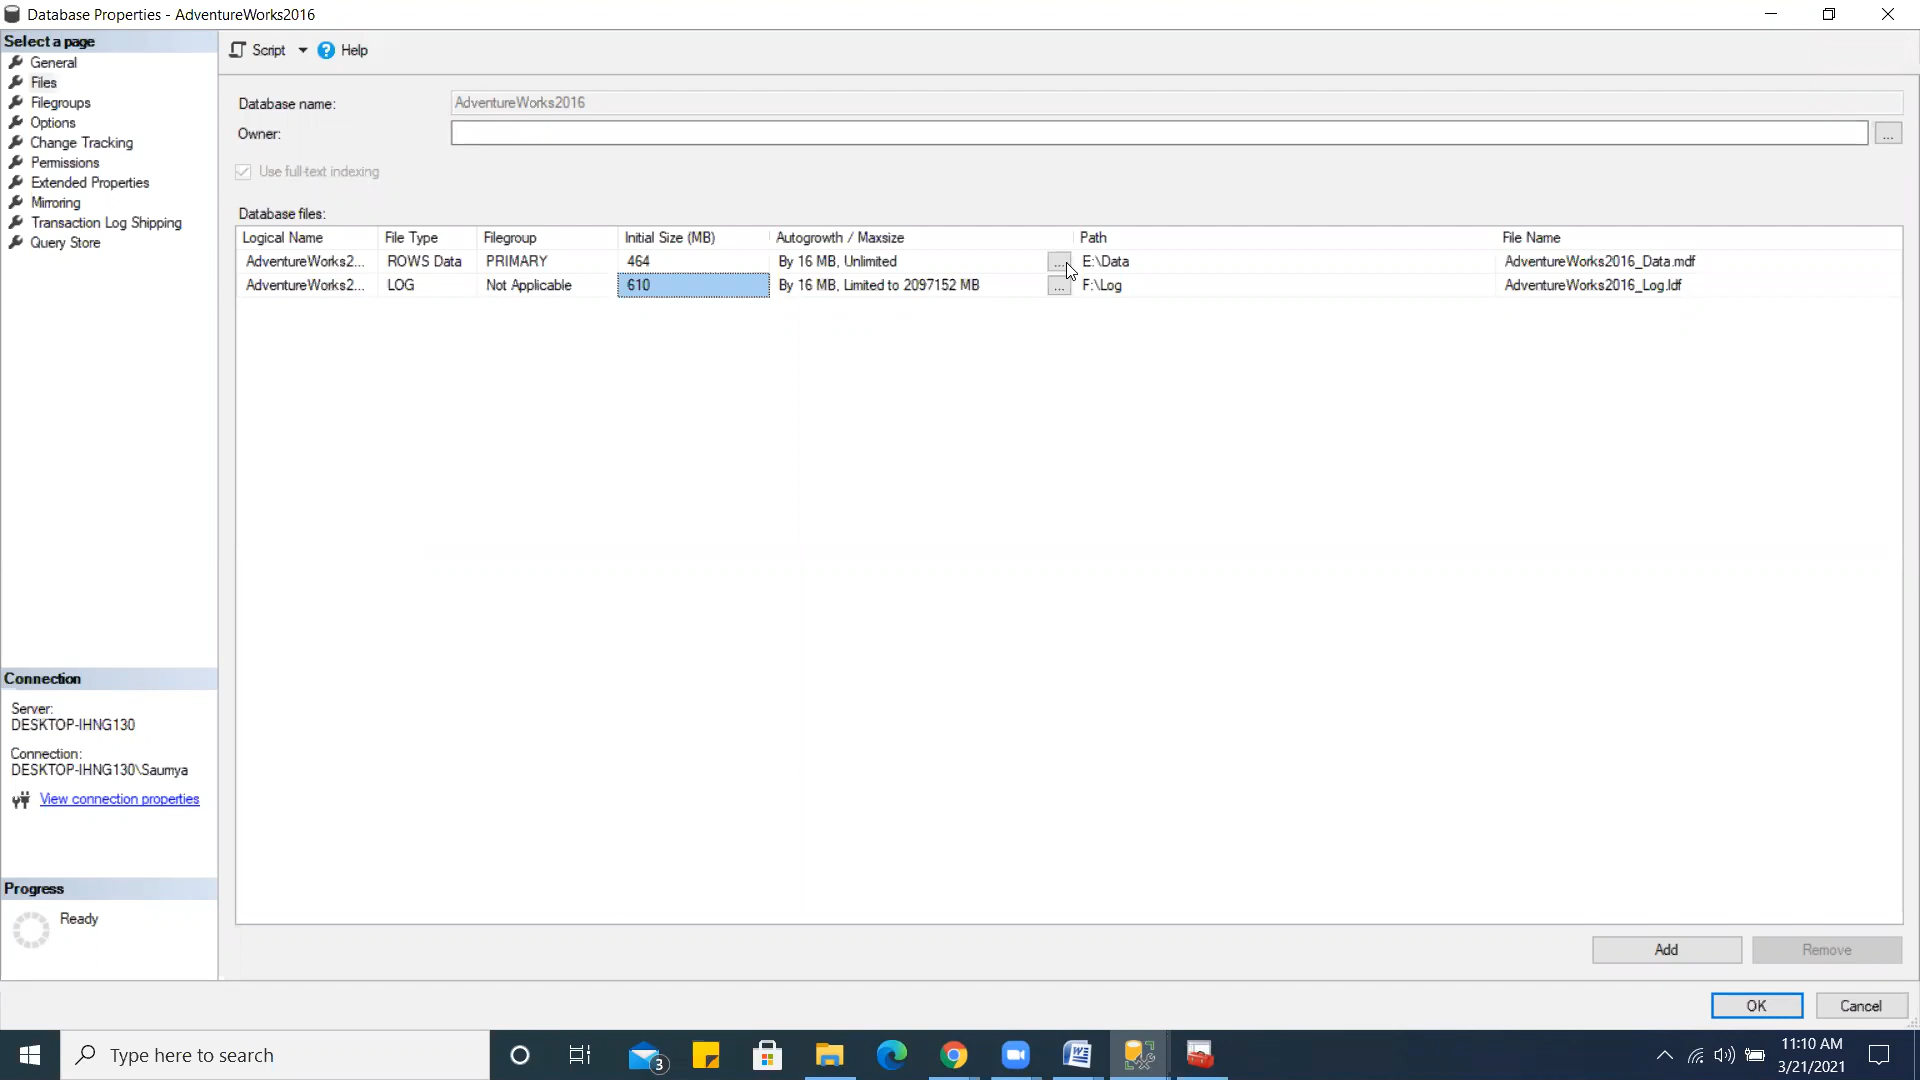 Database Properties - AdventureWorks2016
Select a page
General
Files
Filegroups
Options
Change Tracking
Permissions
Extended Properties
Mirroring
Transaction Log Shipping
Query Store
Script Help
Database name: AdventureWorks2016
Owner: ...
Use full-text indexing
Database files:
Logical Name File Type Filegroup Initial Size (MB) Autogrowth / Maxsize Path File Name
AdventureWorks2... ROWS Data PRIMARY 464 By 16 MB, Unlimited ... E:\Data AdventureWorks2016_Data.mdf
AdventureWorks2... LOG Not Applicable 610 By 16 MB, Limited to 2097152 MB ... F:\Log AdventureWorks2016_Log.ldf
Connection
Server:
DESKTOP-IHNG130
Connection:
DESKTOP-IHNG130\Saumya
View connection properties
Progress
Ready
Add Remove
OK Cancel
Type here to search
3
11:10 AM
3/21/2021